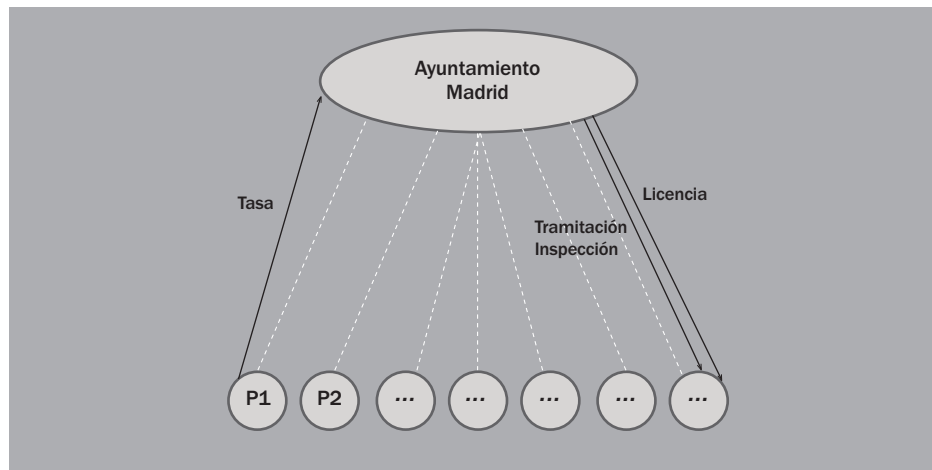 Ayuntamiento
Madrid
Tasa
Licencia
Tramitación
Inspección
P1 P2 ... ... ... ... ...